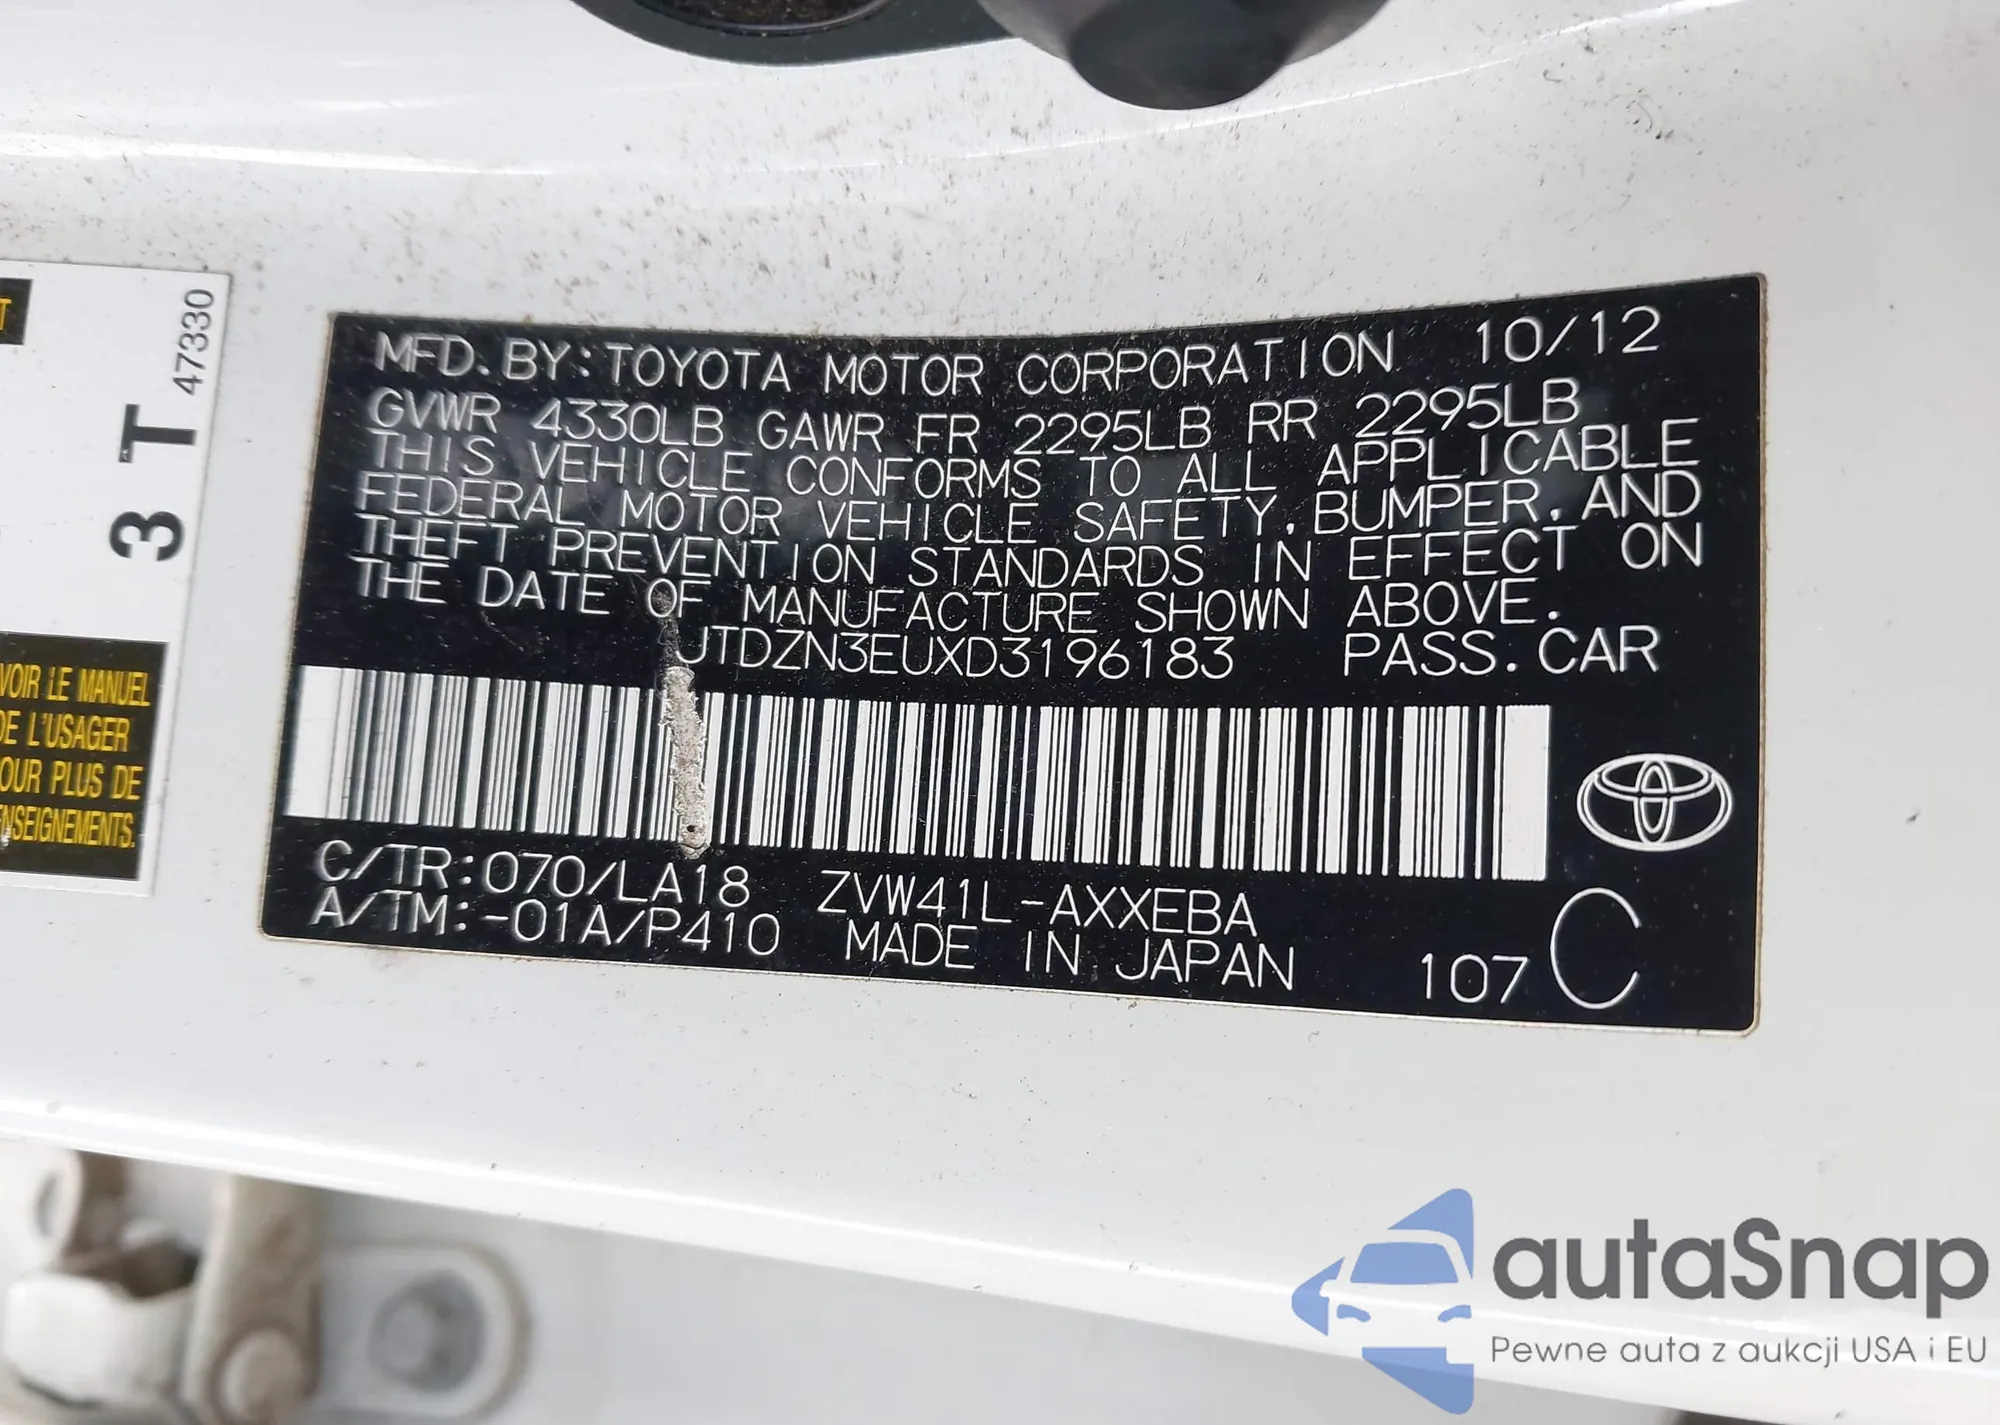 T
3 T 47330
VOIR LE MANUEL
DE L'USAGER
POUR PLUS DE
ENSEIGNEMENTS.
MFD. BY: TOYOTA MOTOR CORPORATION 10/12
GVWR 4330LB GAWR FR 2295LB RR 2295LB
THIS VEHICLE CONFORMS TO ALL APPLICABLE
FEDERAL MOTOR VEHICLE SAFETY, BUMPER, AND
THEFT PREVENTION STANDARDS IN EFFECT ON
THE DATE OF MANUFACTURE SHOWN ABOVE.
JTDZN3EUXD3196183 PASS. CAR
C/TR: 070/LA18 ZVW41L-AXXEBA
A/TM: -01A/P410 MADE IN JAPAN 107 C
autoSnap
Pewne auta z aukcji USA i EU